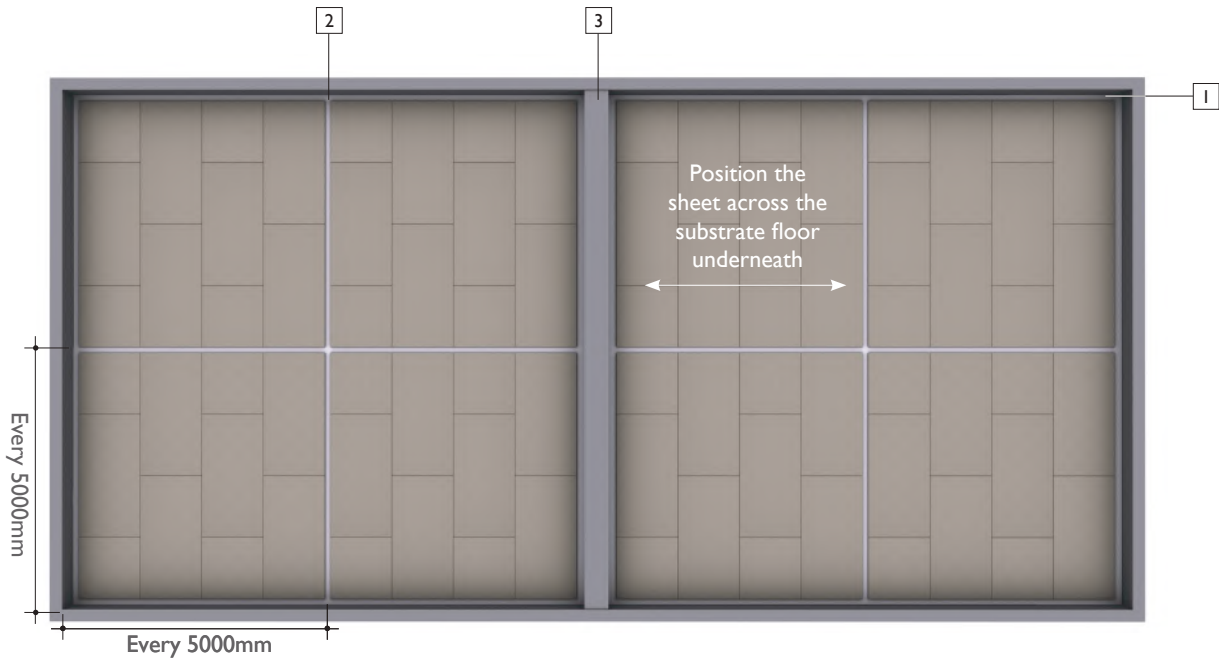 2
3
1
Position the
sheet across the
substrate floor
underneath
Every 5000mm
Every 5000mm